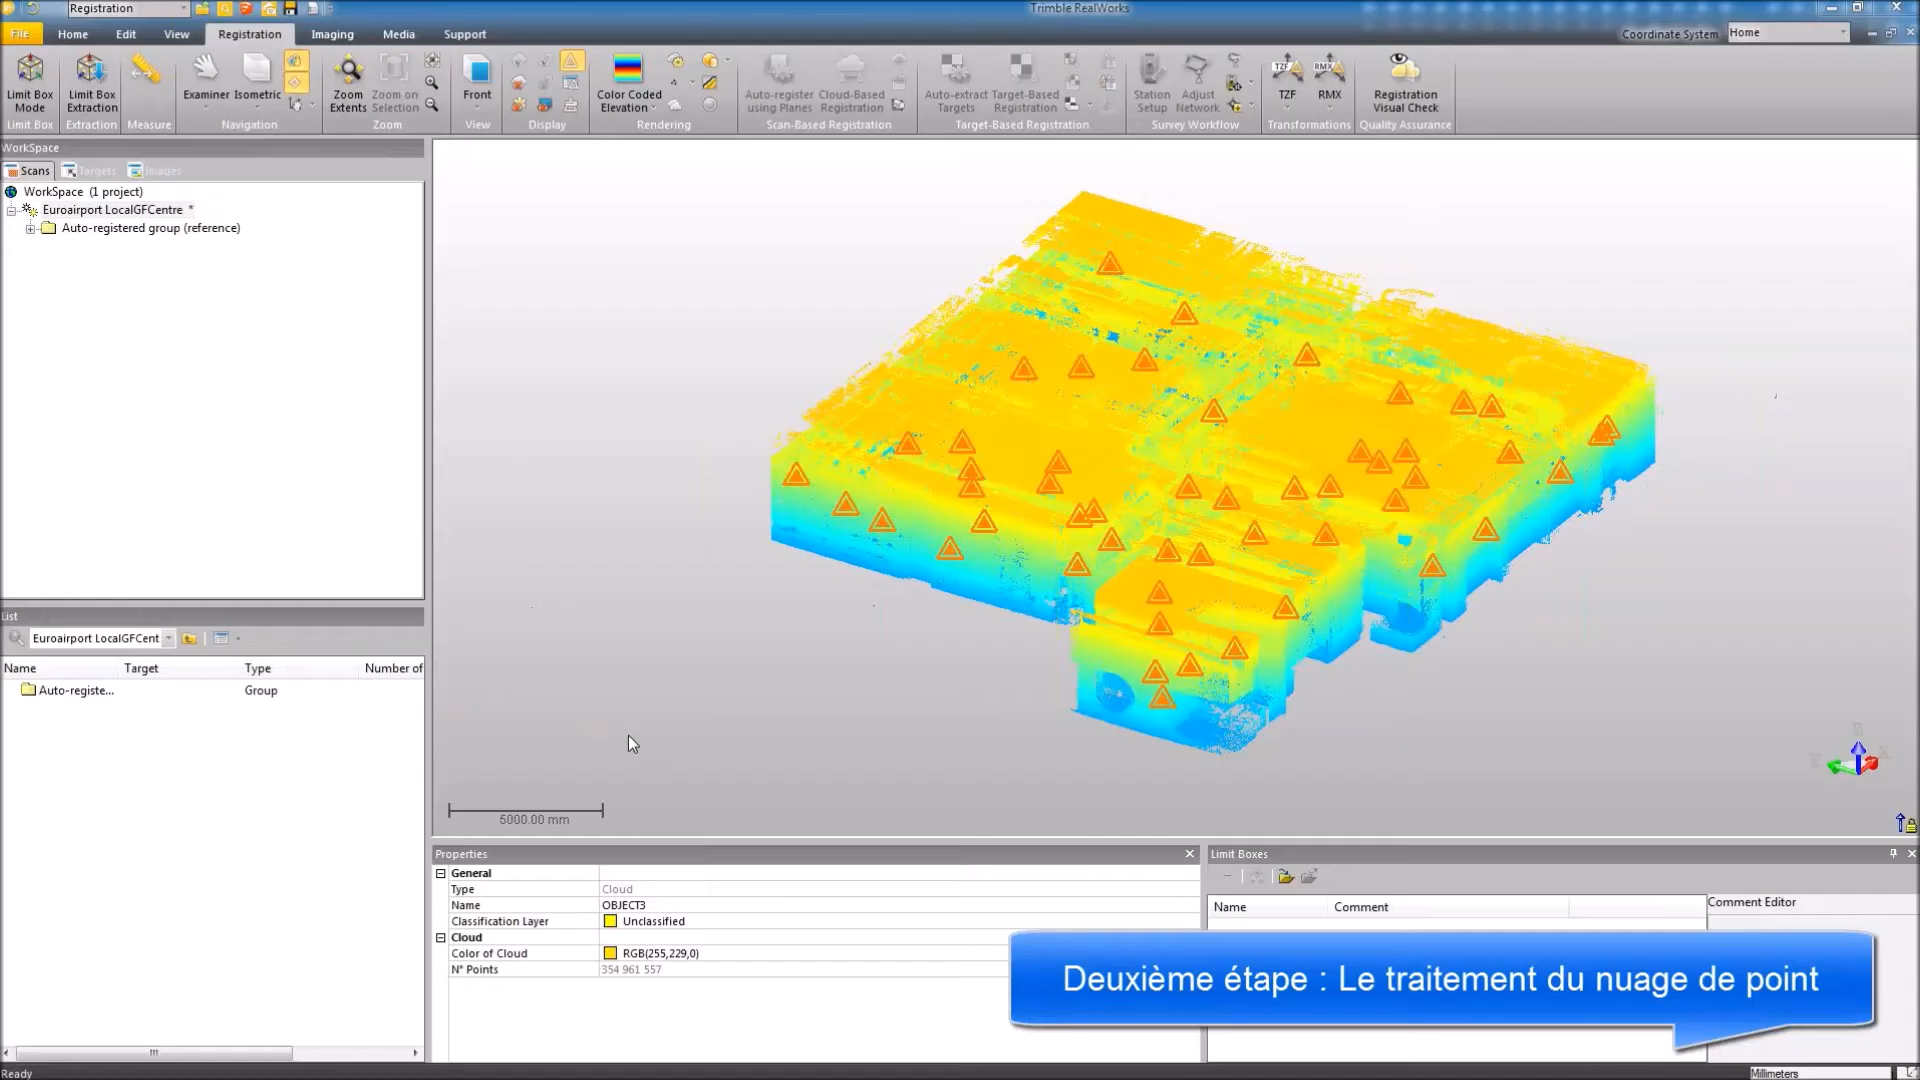 Registration
Trimble RealWorks
File
Home
Edit
View
Registration
Imaging
Media
Support
Coordinate System
Home
Limit Box
Mode
Limit Box
Extraction
Examiner
Isometric
Zoom
Extents
Zoom on
Selection
Front
Color Coded
Elevation
Auto-register
using Planes
Cloud-Based
Registration
Auto-extract
Targets
Target-Based
Registration
Station
Setup
Adjust
Network
TZF
TZF
RMX
RMX
Registration
Visual Check
Limit Box
Extraction
Measure
Navigation
Zoom
View
Display
Rendering
Scan-Based Registration
Target-Based Registration
Survey Workflow
Transformations
Quality Assurance
WorkSpace
Scans
Targets
Images
WorkSpace (1 project)
Euroairport LocalGFCentre *
Auto-registered group (reference)
List
Euroairport LocalGFCent
Name Target Type Number of
Auto-registe... Group
5000.00 mm
Properties
General
Type Cloud
Name OBJECT3
Classification Layer Unclassified
Cloud
Color of Cloud RGB(255,229,0)
N° Points 354 961 557
Limit Boxes
Name Comment
Comment Editor
Deuxième étape : Le traitement du nuage de point
Ready
Millimeters